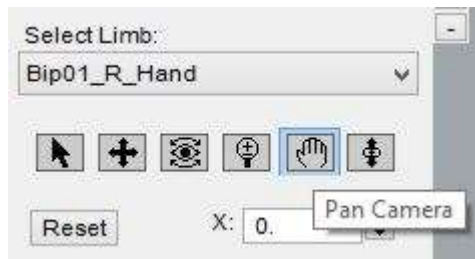 Select Limb:
-
Bip01_R_Hand
Reset X: 0. Pan Camera